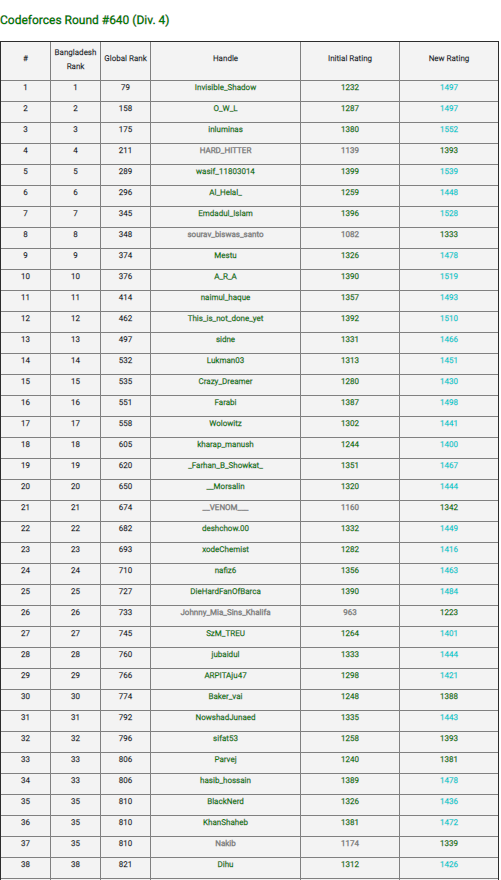 Codeforces Round #640 (Div. 4)
# Bangladesh Rank Global Rank Handle Initial Rating New Rating
1 1 79 Invisible_Shadow 1232 1497
2 2 158 O_W_L 1287 1497
3 3 175 inluminas 1380 1552
4 4 211 HARD_HITTER 1139 1393
5 5 289 wasif_11803014 1399 1539
6 6 296 Al_Helal_ 1259 1448
7 7 345 Emdadul_Islam 1396 1528
8 8 348 sourav_biswas_santo 1082 1333
9 9 374 Mestu 1326 1478
10 10 376 A_R_A 1390 1519
11 11 414 naimul_haque 1357 1493
12 12 462 This_is_not_done_yet 1392 1510
13 13 497 sidne 1331 1466
14 14 532 Lukman03 1313 1451
15 15 535 Crazy_Dreamer 1280 1430
16 16 551 Farabi 1387 1498
17 17 558 Wolowitz 1302 1441
18 18 605 kharap_manush 1244 1400
19 19 620 _Farhan_B_Showkat_ 1351 1467
20 20 650 __Morsalin 1320 1444
21 21 674 __VENOM___ 1160 1342
22 22 682 deshchow.00 1332 1449
23 23 693 xodeChemist 1282 1416
24 24 710 nafiz6 1356 1463
25 25 727 DieHardFanOfBarca 1390 1484
26 26 733 Johnny_Mia_Sins_Khalifa 963 1223
27 27 745 SzM_TREU 1264 1401
28 28 760 jubaidul 1333 1444
29 29 766 ARPITAju47 1298 1421
30 30 774 Baker_vai 1248 1388
31 31 792 NowshadJunaed 1335 1443
32 32 796 sifat53 1258 1393
33 33 806 Parvej 1240 1381
34 33 806 hasib_hossain 1389 1478
35 35 810 BlackNerd 1326 1436
36 35 810 KhanShaheb 1381 1472
37 35 810 Nakib 1174 1339
38 38 821 Dihu 1312 1426